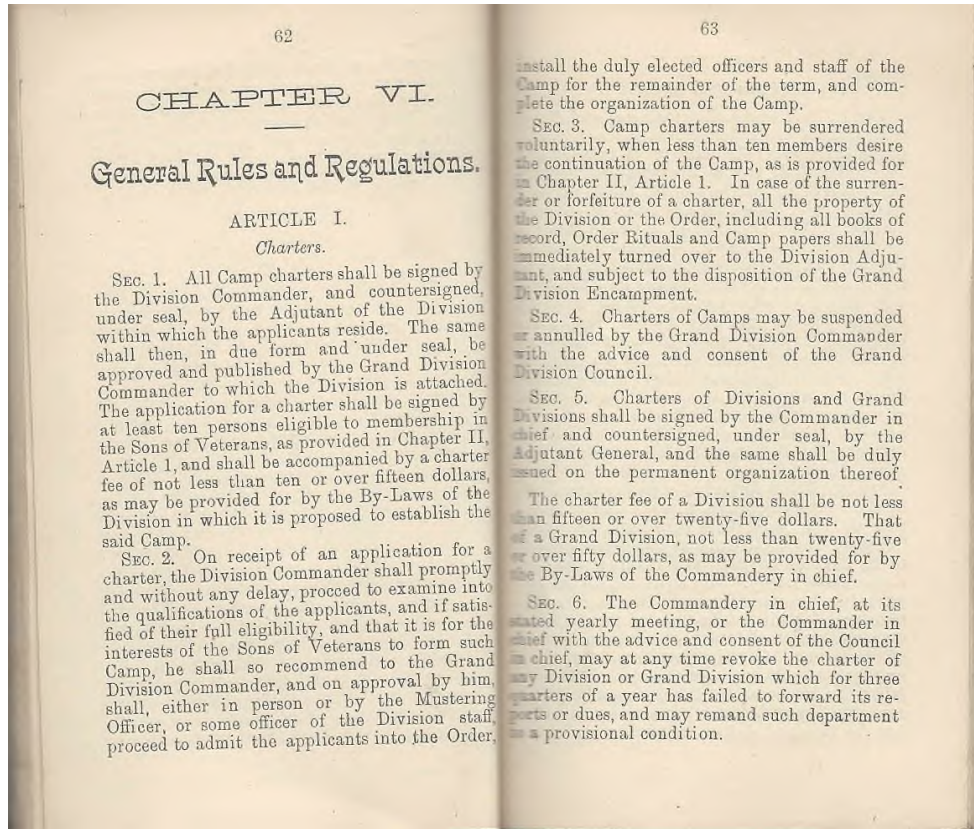 62
CHAPTER VI.
General Rules and Regulations.
ARTICLE I.
Charters.
SEC. 1. All Camp charters shall be signed by
the Division Commander, and countersigned,
under seal, by the Adjutant of the Division
within which the applicants reside. The same
shall then, in due form and under seal, be
approved and published by the Grand Division
Commander to which the Division is attached.
The application for a charter shall be signed by
at least ten persons eligible to membership in
the Sons of Veterans, as provided in Chapter II,
Article 1, and shall be accompanied by a charter
fee of not less than ten or over fifteen dollars,
as may be provided for by the By-Laws of the
Division in which it is proposed to establish the
said Camp.
SEC. 2. On receipt of an application for a
charter, the Division Commander shall promptly
and without any delay, procced to examine into
the qualifications of the applicants, and if satis-
fied of their full eligibility, and that it is for the
interests of the Sons of Veterans to form such
Camp, he shall so recommend to the Grand
Division Commander, and on approval by him,
shall, either in person or by the Mustering
Officer, or some officer of the Division staff,
proceed to admit the applicants into the Order,
63
install the duly elected officers and staff of the
Camp for the remainder of the term, and com-
plete the organization of the Camp.
SEC. 3. Camp charters may be surrendered
voluntarily, when less than ten members desire
the continuation of the Camp, as is provided for
in Chapter II, Article 1. In case of the surren-
der or forfeiture of a charter, all the property of
the Division or the Order, including all books of
record, Order Rituals and Camp papers shall be
immediately turned over to the Division Adju-
tant, and subject to the disposition of the Grand
Division Encampment.
SEC. 4. Charters of Camps may be suspended
or annulled by the Grand Division Commander
with the advice and consent of the Grand
Division Council.
SEC. 5. Charters of Divisions and Grand
Divisions shall be signed by the Commander in
chief and countersigned, under seal, by the
Adjutant General, and the same shall be duly
issued on the permanent organization thereof.
The charter fee of a Division shall be not less
than fifteen or over twenty-five dollars. That
of a Grand Division, not less than twenty-five
or over fifty dollars, as may be provided for by
the By-Laws of the Commandery in chief.
SEC. 6. The Commandery in chief, at its
stated yearly meeting, or the Commander in
chief with the advice and consent of the Council
in chief, may at any time revoke the charter of
any Division or Grand Division which for three
quarters of a year has failed to forward its re-
ports or dues, and may remand such department
to a provisional condition.